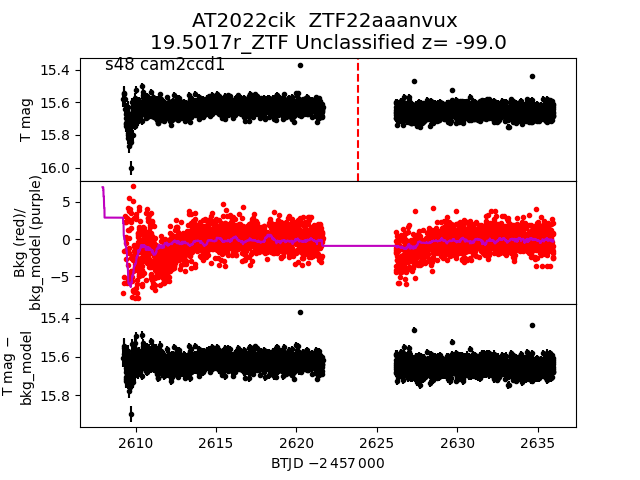 AT2022cik  ZTF22aaanvux
19.5017r_ZTF Unclassified z= -99.0
s48 cam2ccd1
T mag
15.4
15.6
15.8
16.0
Bkg (red)/
bkg_model (purple)
5
0
−5
T mag −
bkg_model
15.4
15.6
15.8
2610 2615 2620 2625 2630 2635
BTJD −2 457 000